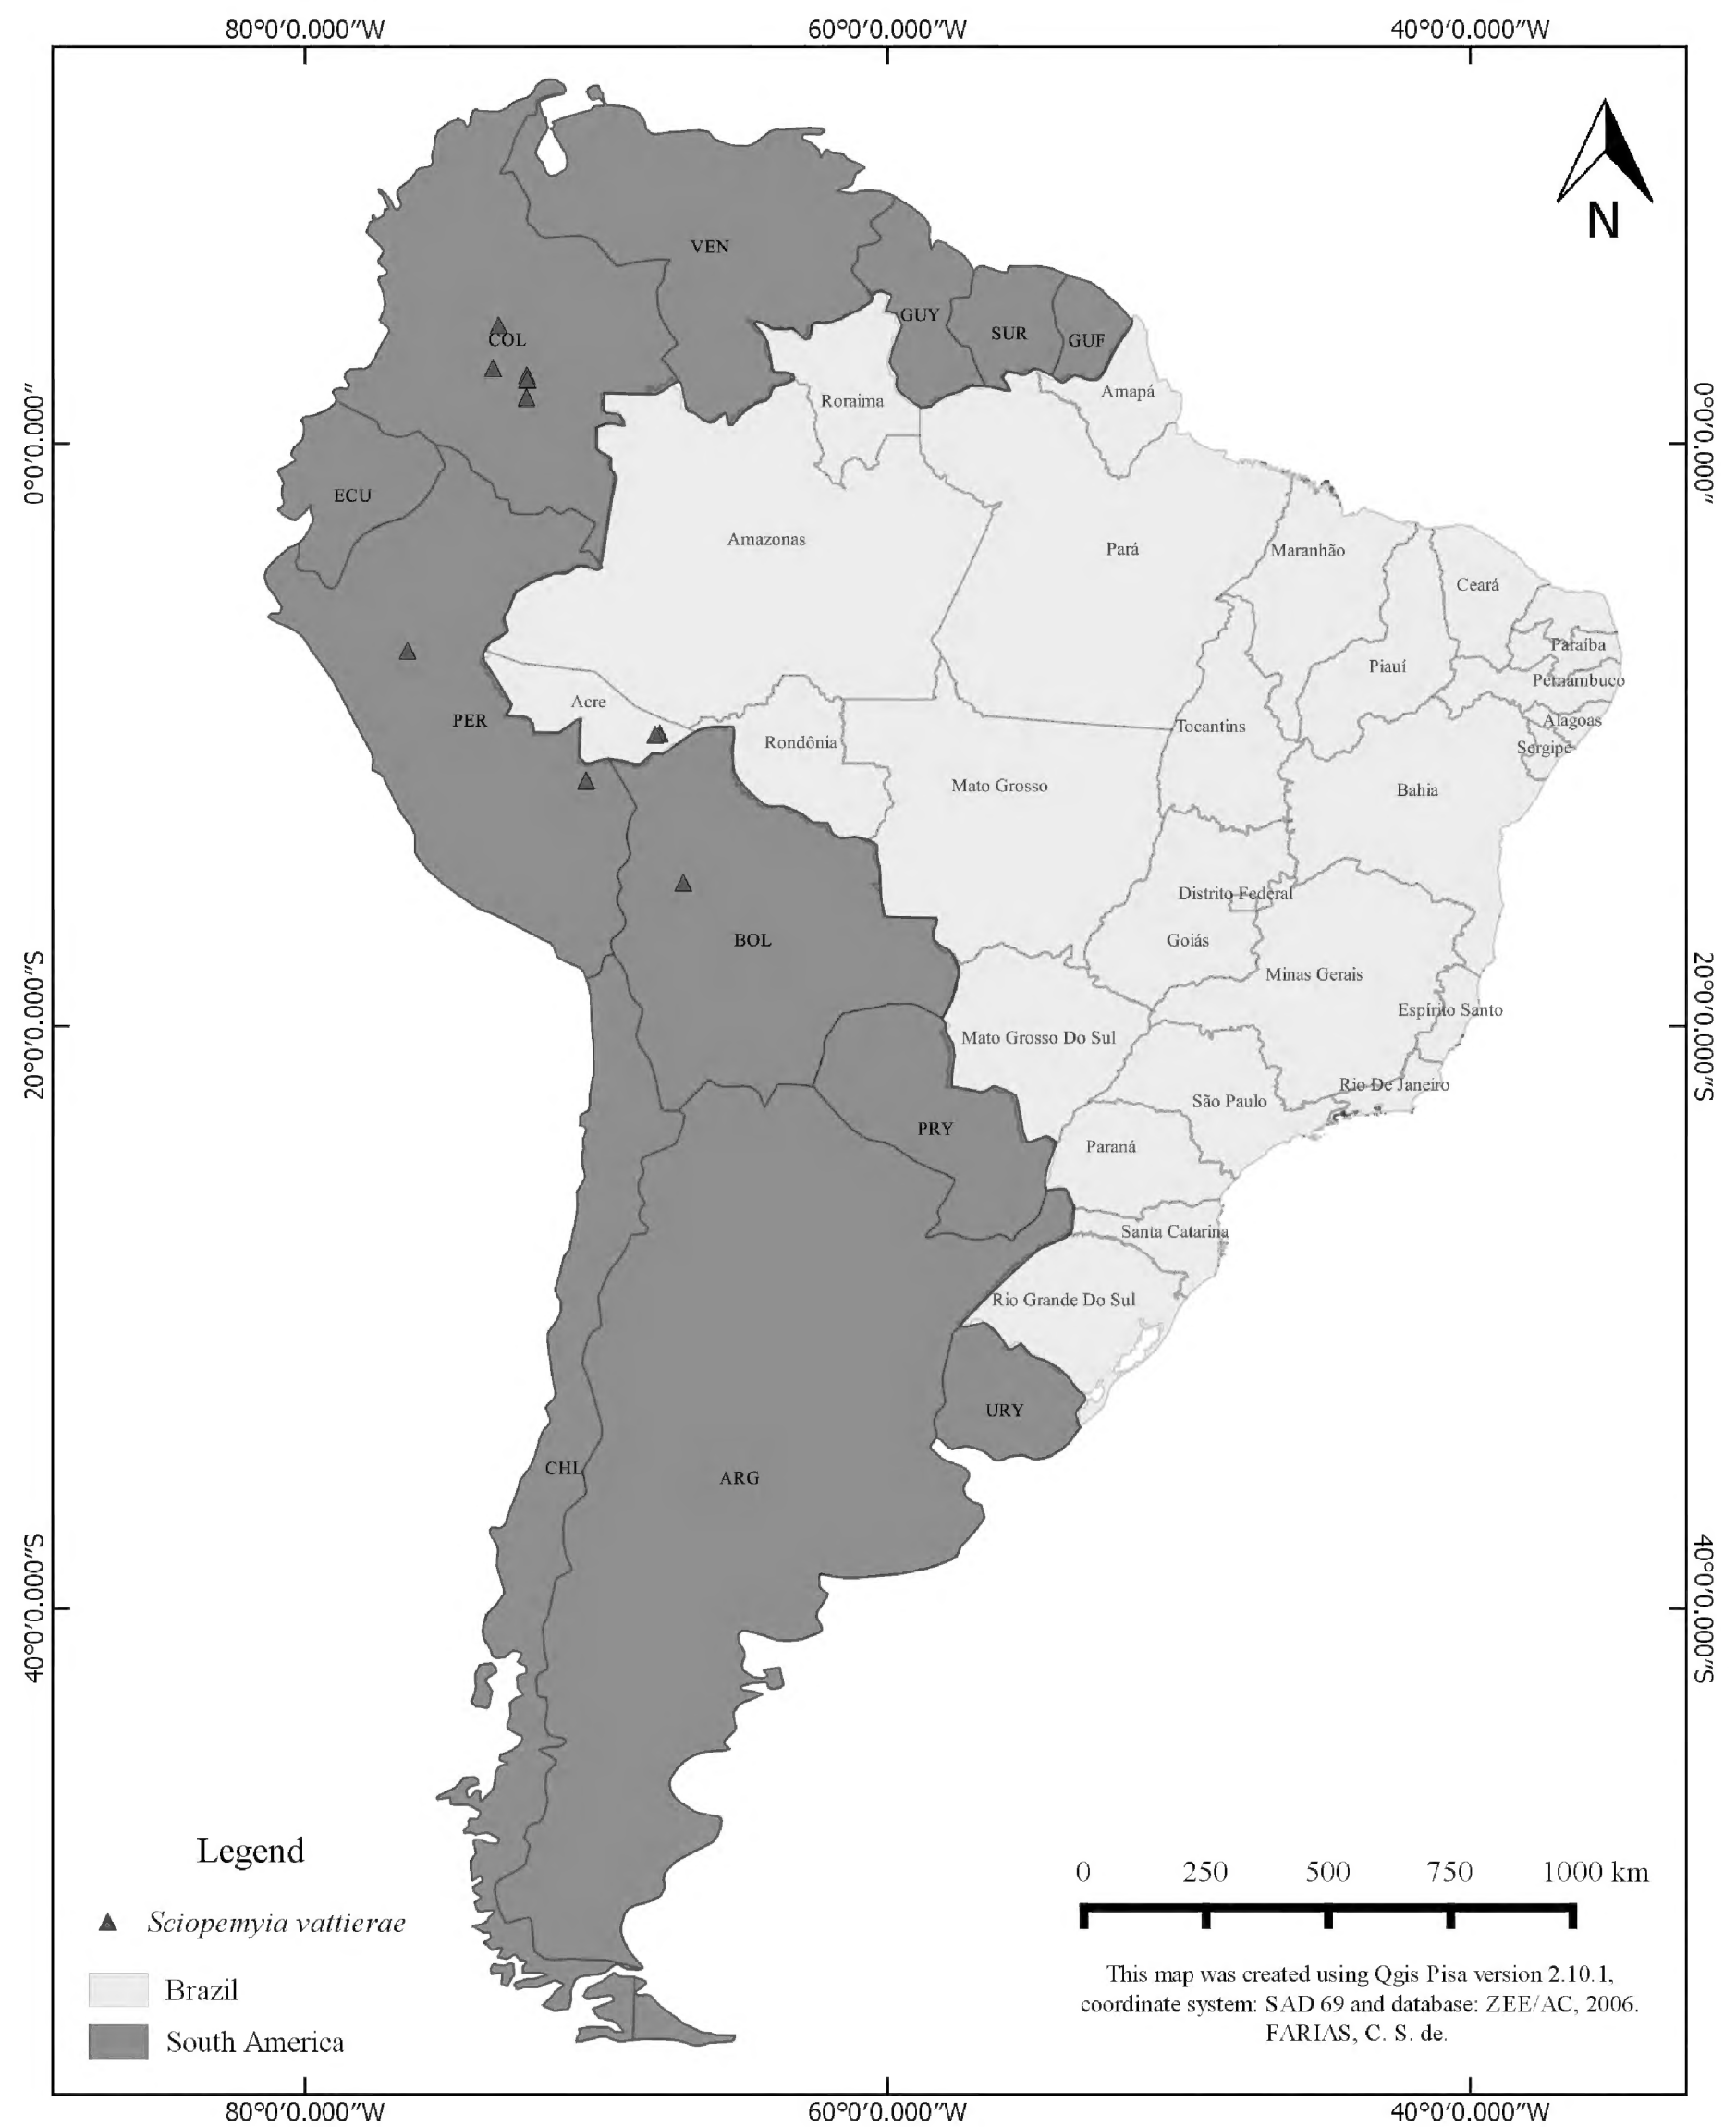 80°0′0.000″W 60°0′0.000″W 40°0′0.000″W
N
VEN
GUY
SUR
GUF
COL
0°0′0.000″
0°0′0.000″
Roraima
Amapá
ECU
Amazonas
Pará
Maranhão
Ceará
Paraíba
Piauí
Pernambuco
Acre
PER
Alagoas
Tocantins
Rondônia
Sergipe
Mato Grosso
Bahia
Distrito Federal
BOL
Goiás
Minas Gerais
20°0′0.000″S
20°0′0.000″S
Espírito Santo
Mato Grosso Do Sul
Rio De Janeiro
São Paulo
PRY
Paraná
Santa Catarina
Rio Grande Do Sul
URY
CHL
ARG
40°0′0.000″S
40°0′0.000″S
Legend
Sciopemyia vattierae
Brazil
South America
0 250 500 750 1000 km
This map was created using Qgis Pisa version 2.10.1,
coordinate system: SAD 69 and database: ZEE/AC, 2006.
FARIAS, C. S. de.
80°0′0.000″W 60°0′0.000″W 40°0′0.000″W